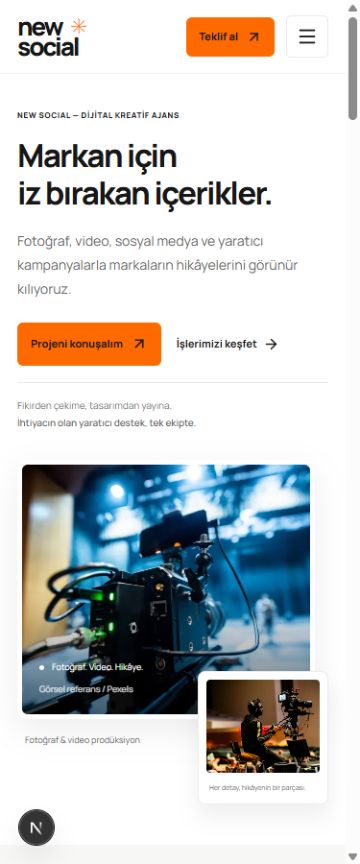 new
social
Teklif al
NEW SOCIAL — DİJİTAL KREATİF AJANS
Markan için
iz bırakan içerikler.
Fotoğraf, video, sosyal medya ve yaratıcı
kampanyalarla markaların hikâyelerini görünür
kılıyoruz.
Projeni konuşalım
İşlerimizi keşfet
Fikirden çekime, tasarımdan yayına.
İhtiyacın olan yaratıcı destek, tek ekipte.
Fotoğraf. Video. Hikâye.
Görsel referans / Pexels
Fotoğraf & video prodüksiyon
Her detay, hikâyenin bir parçası.
N